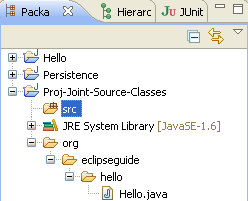 Packa Hierarc JUnit
Hello
Persistence
Proj-Joint-Source-Classes
src
JRE System Library [JavaSE-1.6]
org
eclipseguide
hello
Hello.java